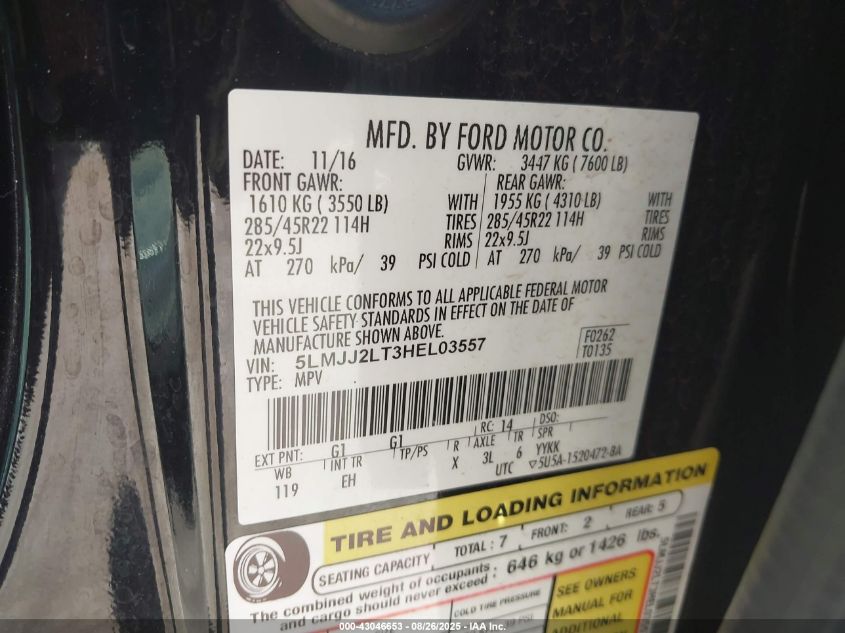 MFD. BY FORD MOTOR CO.
DATE: 11/16 GVWR: 3447 KG ( 7600 LB)
FRONT GAWR: REAR GAWR:
1610 KG ( 3550 LB) WITH 1955 KG ( 4310 LB) WITH
285/45R22 114H TIRES 285/45R22 114H TIRES
22x9.5J RIMS 22x9.5J RIMS
AT 270 kPa/ 39 PSI COLD AT 270 kPa/ 39 PSI COLD
THIS VEHICLE CONFORMS TO ALL APPLICABLE FEDERAL MOTOR
VEHICLE SAFETY STANDARDS IN EFFECT ON THE DATE OF
MANUFACTURE SHOWN ABOVE.
VIN: 5LMJJ2LT3HEL03557 F0262
TYPE: MPV T0135
EXT PNT: G1 G1 RC: 14 DSO:
WB INT TR TP/PS R AXLE TR SPR
119 EH X 3L 6 YYKK
UTC ▽5U5A-1520472-BA
TIRE AND LOADING INFORMATION
SEATING CAPACITY TOTAL: 7 FRONT: 2 REAR: 5
The combined weight of occupants
and cargo should never exceed : 646 kg or 1426 lbs.
COLD TIRE PRESSURE
SEE OWNERS
MANUAL FOR
ADDITIONAL
000-43046653 - 08/26/2025 - IAA Inc.